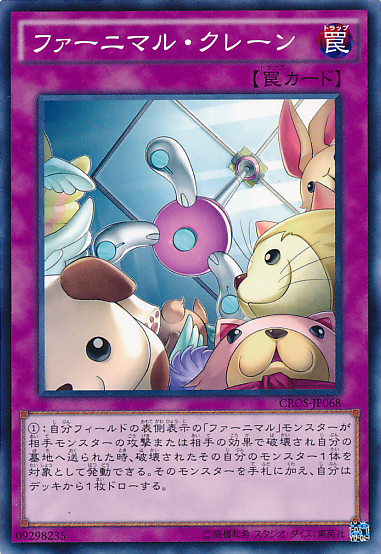 ファーニマル・クレーン
罠
トラップ
【罠カード】
トラップ
CROS-JP068
①：自分フィールドの表側表示の「ファーニマル」モンスターが
相手モンスターの攻撃または相手の効果で破壊され自分の
墓地へ送られた時、破壊されたその自分のモンスター1体を
対象として発動できる。そのモンスターを手札に加え、自分は
デッキから1枚ドローする。
09298235
©高橋和希 スタジオ・ダイス/集英社